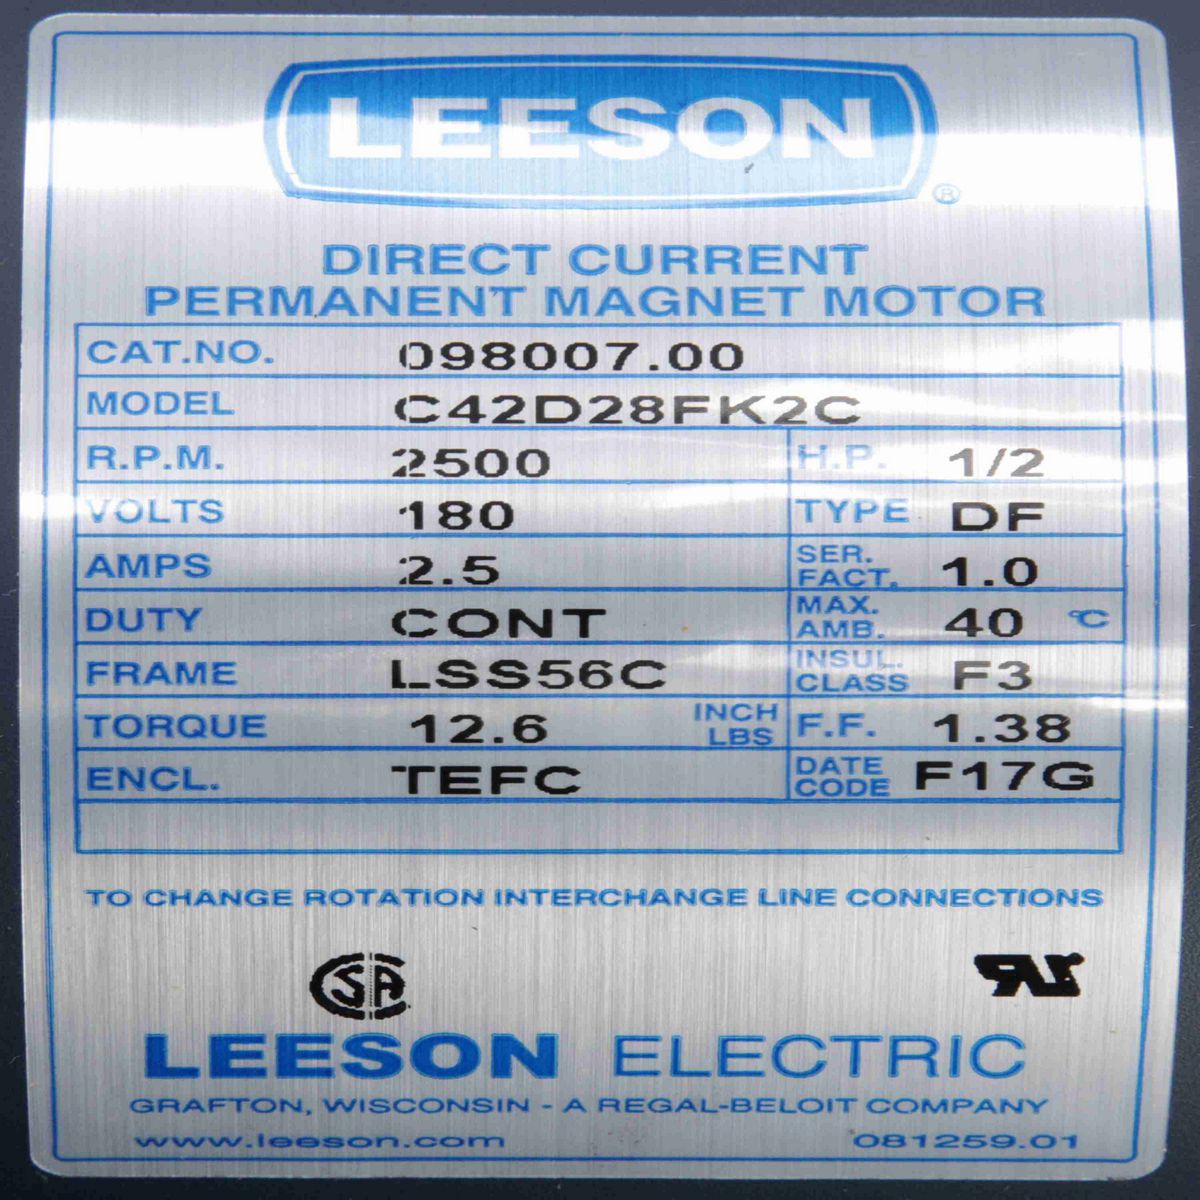 LEESON
®
DIRECT CURRENT
PERMANENT MAGNET MOTOR
CAT.NO. 098007.00
MODEL C42D28FK2C
R.P.M. 2500 H.P. 1/2
VOLTS 180 TYPE DF
AMPS 2.5 SER. FACT. 1.0
DUTY CONT MAX. AMB. 40 °C
FRAME LSS56C INSUL. CLASS F3
TORQUE 12.6 INCH LBS F.F. 1.38
ENCL. TEFC DATE CODE F17G
TO CHANGE ROTATION INTERCHANGE LINE CONNECTIONS
CSA RU
LEESON ELECTRIC
GRAFTON, WISCONSIN - A REGAL-BELOIT COMPANY
www.leeson.com 081259.01